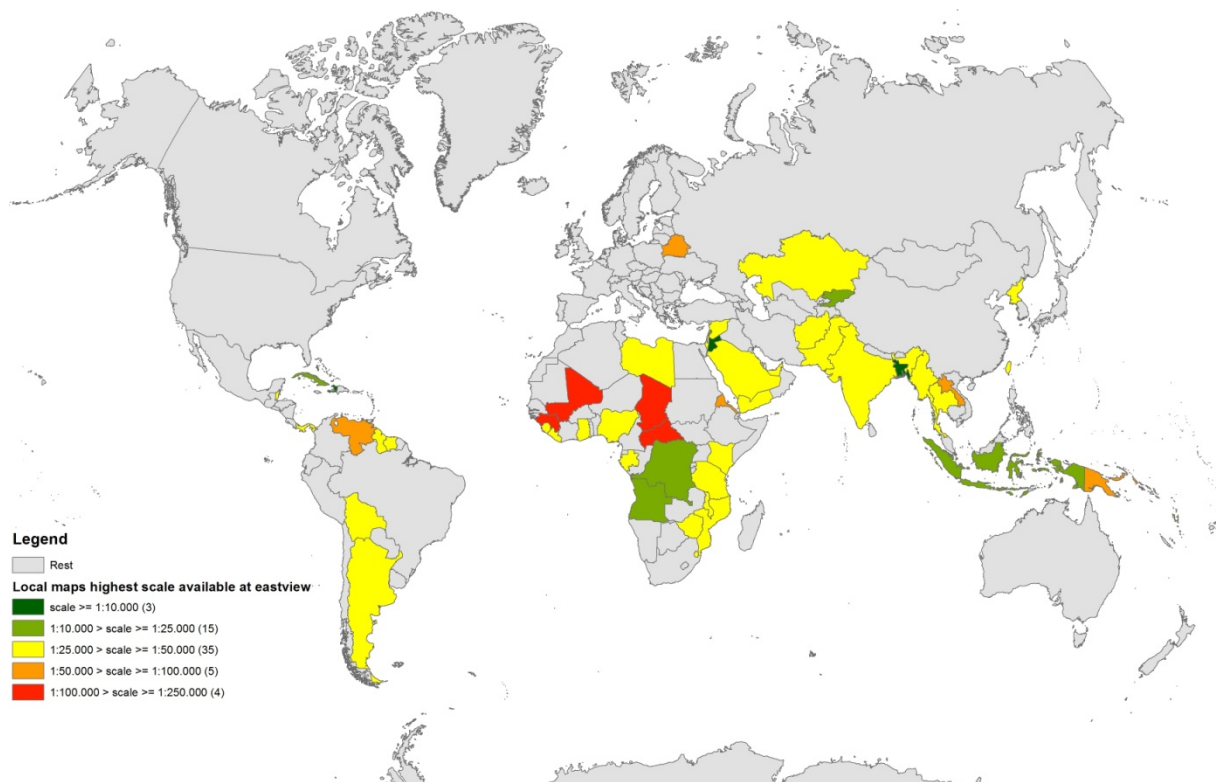 Legend
Rest
Local maps highest scale available at eastview
scale >= 1:10.000 (3)
1:10.000 > scale >= 1:25.000 (15)
1:25.000 > scale >= 1:50.000 (35)
1:50.000 > scale >= 1:100.000 (5)
1:100.000 > scale >= 1:250.000 (4)